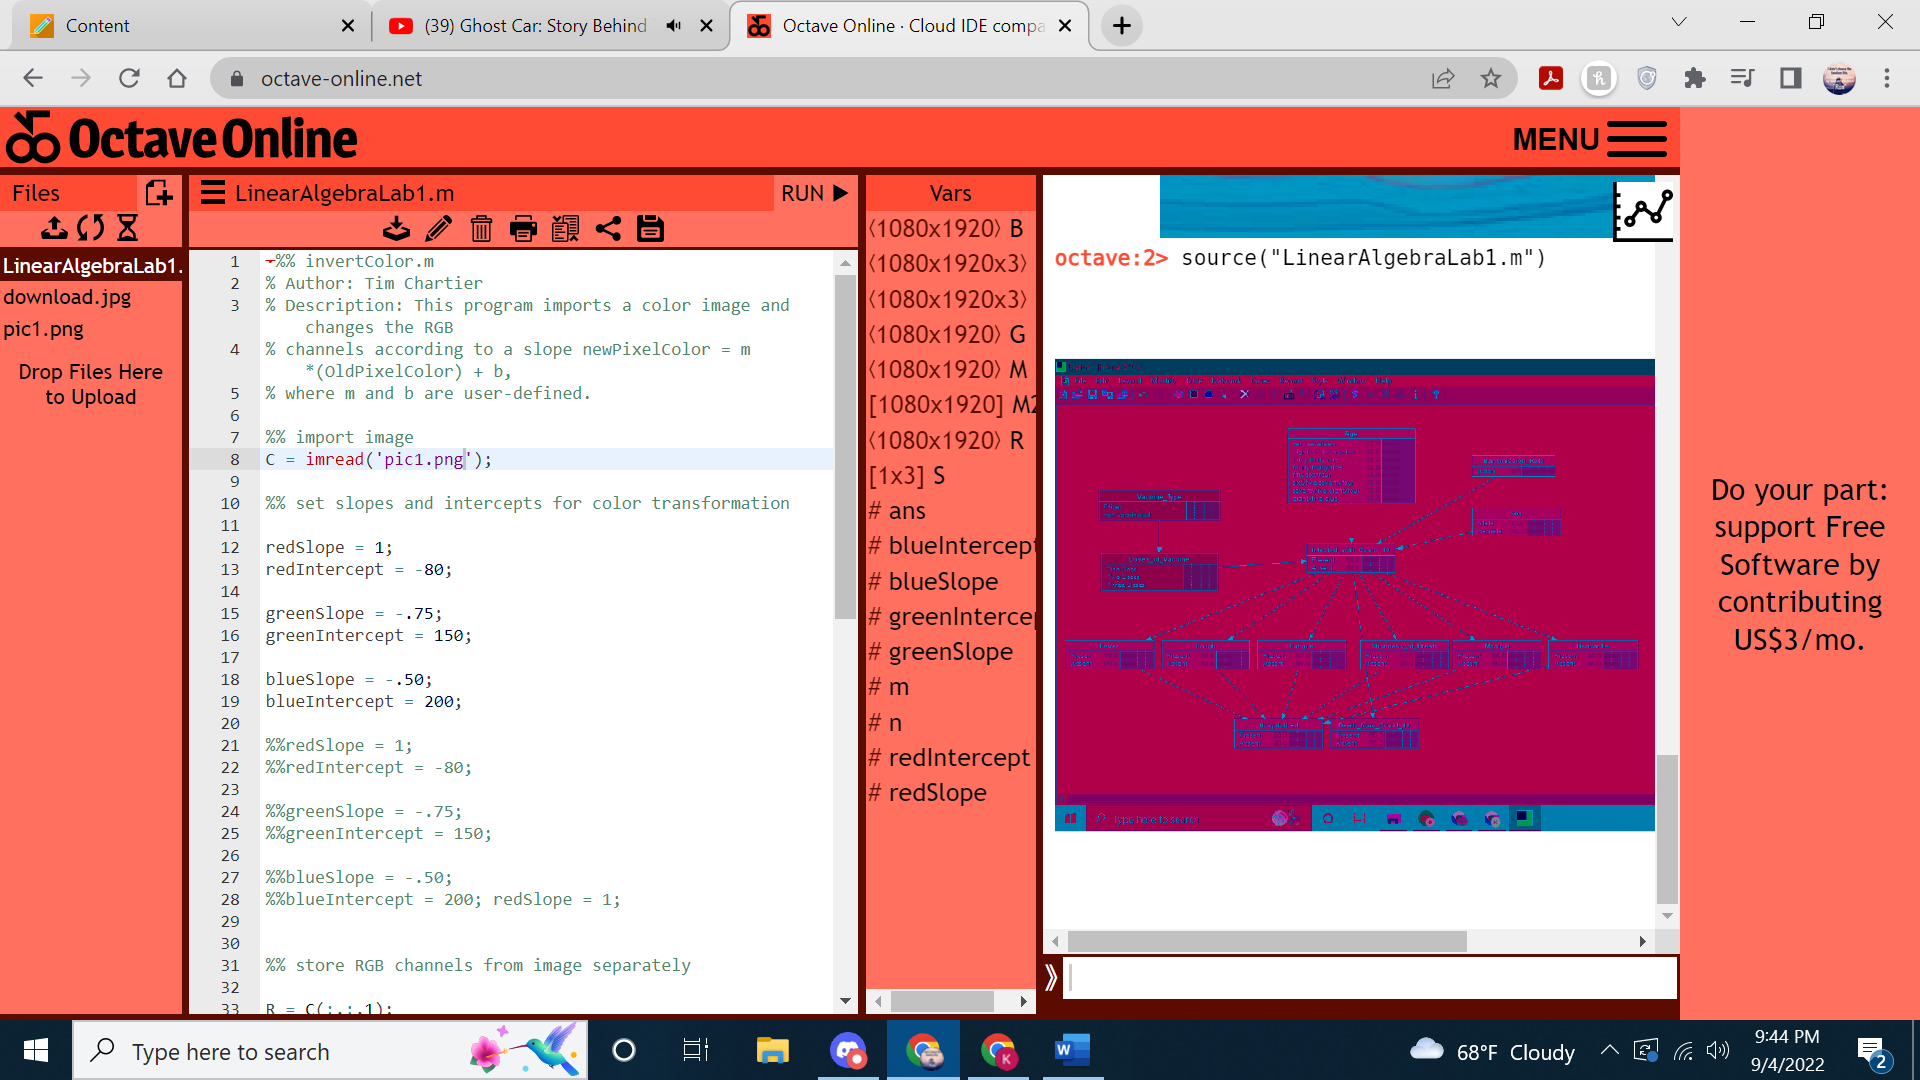 Content
(39) Ghost Car: Story Behind
Octave Online · Cloud IDE compa
octave-online.net
Octave Online
MENU
Files
LinearAlgebraLab1.m
RUN
Vars
LinearAlgebraLab1.
download.jpg
pic1.png
Drop Files Here
to Upload
1 %% invertColor.m
2 % Author: Tim Chartier
3 % Description: This program imports a color image and
changes the RGB
4 % channels according to a slope newPixelColor = m
*(OldPixelColor) + b,
5 % where m and b are user-defined.
6
7 %% import image
8 C = imread('pic1.png');
9
10 %% set slopes and intercepts for color transformation
11
12 redSlope = 1;
13 redIntercept = -80;
14
15 greenSlope = -.75;
16 greenIntercept = 150;
17
18 blueSlope = -.50;
19 blueIntercept = 200;
20
21 %%redSlope = 1;
22 %%redIntercept = -80;
23
24 %%greenSlope = -.75;
25 %%greenIntercept = 150;
26
27 %%blueSlope = -.50;
28 %%blueIntercept = 200; redSlope = 1;
29
30
31 %% store RGB channels from image separately
32
33 R = C(:,:,1);
⟨1080x1920⟩ B
⟨1080x1920x3⟩
⟨1080x1920x3⟩
⟨1080x1920⟩ G
⟨1080x1920⟩ M
[1080x1920] M2
⟨1080x1920⟩ R
[1x3] S
# ans
# blueIntercept
# blueSlope
# greenIntercep
# greenSlope
# m
# n
# redIntercept
# redSlope
octave:2> source("LinearAlgebraLab1.m")
Vaccine_Type
Type here to search
Do your part:
support Free
Software by
contributing
US$3/mo.
Type here to search
68°F Cloudy
9:44 PM
9/4/2022
2